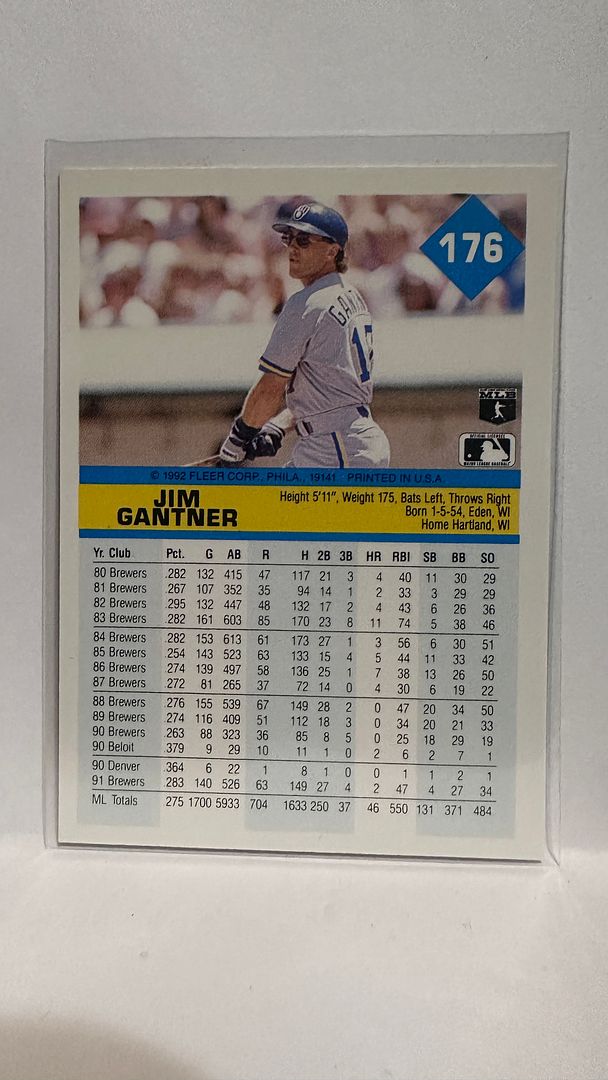 176
GANT
17
MLB
OFFICIAL LICENSEE
MAJOR LEAGUE BASEBALL
© 1992 FLEER CORP., PHILA., 19141 PRINTED IN U.S.A.
JIM
GANTNER
Height 5'11", Weight 175, Bats Left, Throws Right
Born 1-5-54, Eden, WI
Home Hartland, WI
Yr. Club Pct. G AB R H 2B 3B HR RBI SB BB SO
80 Brewers .282 132 415 47 117 21 3 4 40 11 30 29
81 Brewers .267 107 352 35 94 14 1 2 33 3 29 29
82 Brewers .295 132 447 48 132 17 2 4 43 6 26 36
83 Brewers .282 161 603 85 170 23 8 11 74 5 38 46
84 Brewers .282 153 613 61 173 27 1 3 56 6 30 51
85 Brewers .254 143 523 63 133 15 4 5 44 11 33 42
86 Brewers .274 139 497 58 136 25 1 7 38 13 26 50
87 Brewers .272 81 265 37 72 14 0 4 30 6 19 22
88 Brewers .276 155 539 67 149 28 2 0 47 20 34 50
89 Brewers .274 116 409 51 112 18 3 0 34 20 21 33
90 Brewers .263 88 323 36 85 8 5 0 25 18 29 19
90 Beloit .379 9 29 10 11 1 0 2 6 2 7 1
90 Denver .364 6 22 1 8 1 0 0 1 1 2 1
91 Brewers .283 140 526 63 149 27 4 2 47 4 27 34
ML Totals 275 1700 5933 704 1633 250 37 46 550 131 371 484